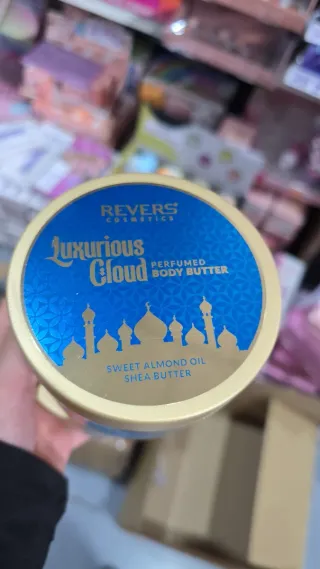 REVERS
COSMETICS
Luxurious
Cloud PERFUMED
BODY BUTTER
SWEET ALMOND OIL
SHEA BUTTER